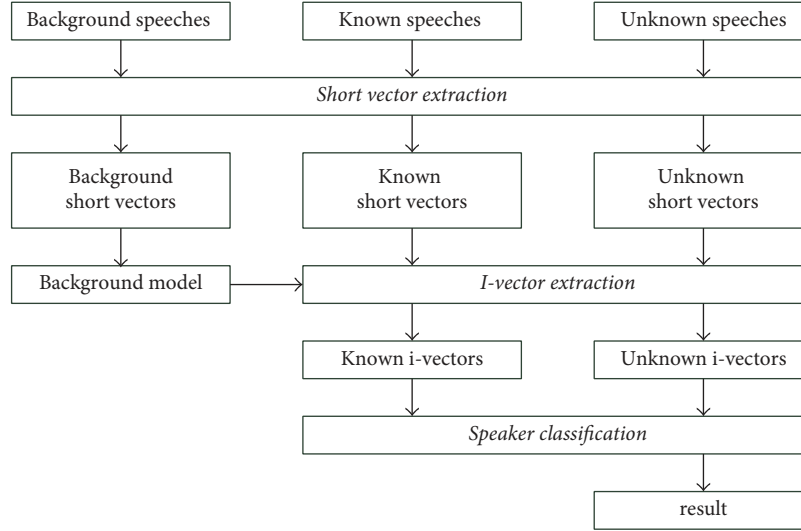 Background speeches
Known speeches
Unknown speeches
Short vector extraction
Background
short vectors
Known
short vectors
Unknown
short vectors
Background model
I-vector extraction
Known i-vectors
Unknown i-vectors
Speaker classification
result